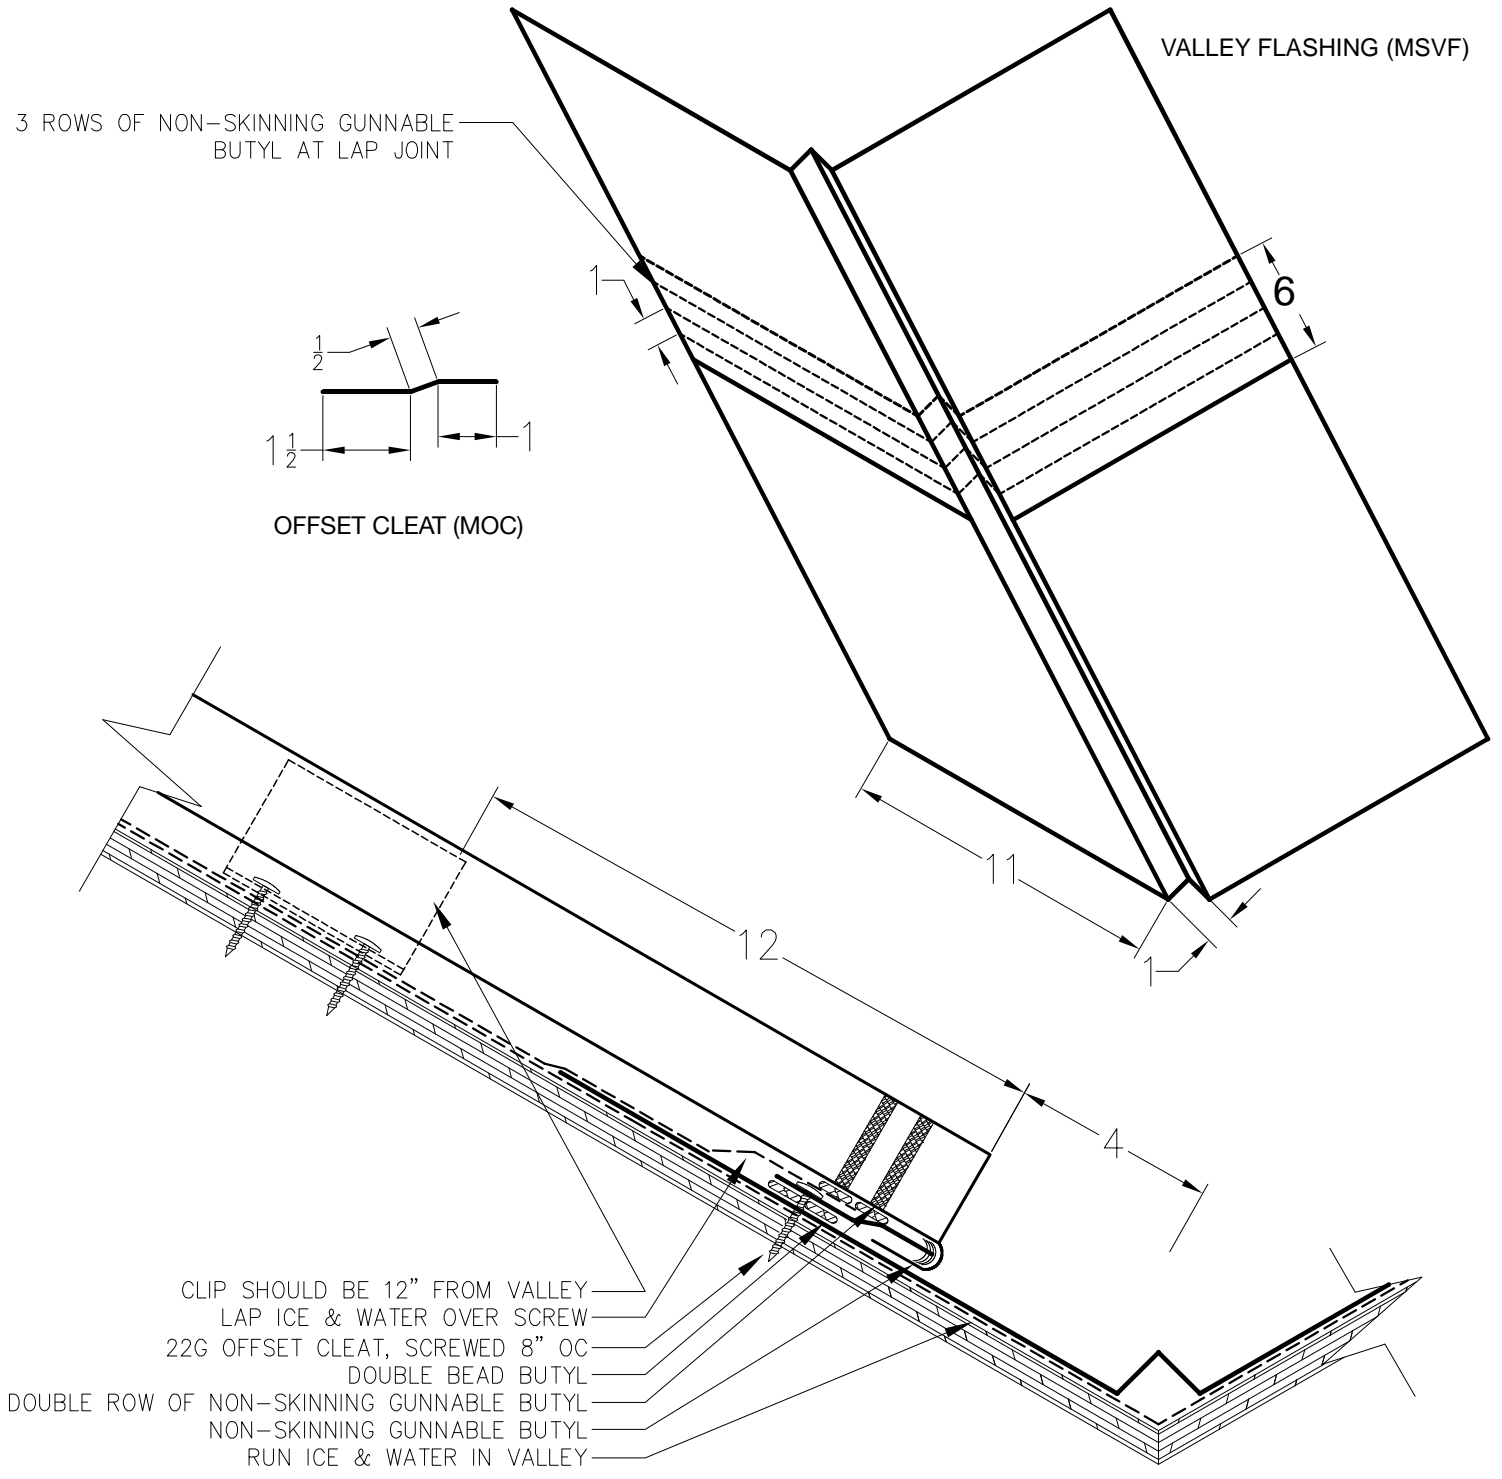 VALLEY FLASHING (MSVF)
3 ROWS OF NON-SKINNING GUNNABLE
BUTYL AT LAP JOINT
1
6
1/2
1 1/2
1
OFFSET CLEAT (MOC)
11
1
12
4
CLIP SHOULD BE 12” FROM VALLEY
LAP ICE & WATER OVER SCREW
22G OFFSET CLEAT, SCREWED 8” OC
DOUBLE BEAD BUTYL
DOUBLE ROW OF NON-SKINNING GUNNABLE BUTYL
NON-SKINNING GUNNABLE BUTYL
RUN ICE & WATER IN VALLEY